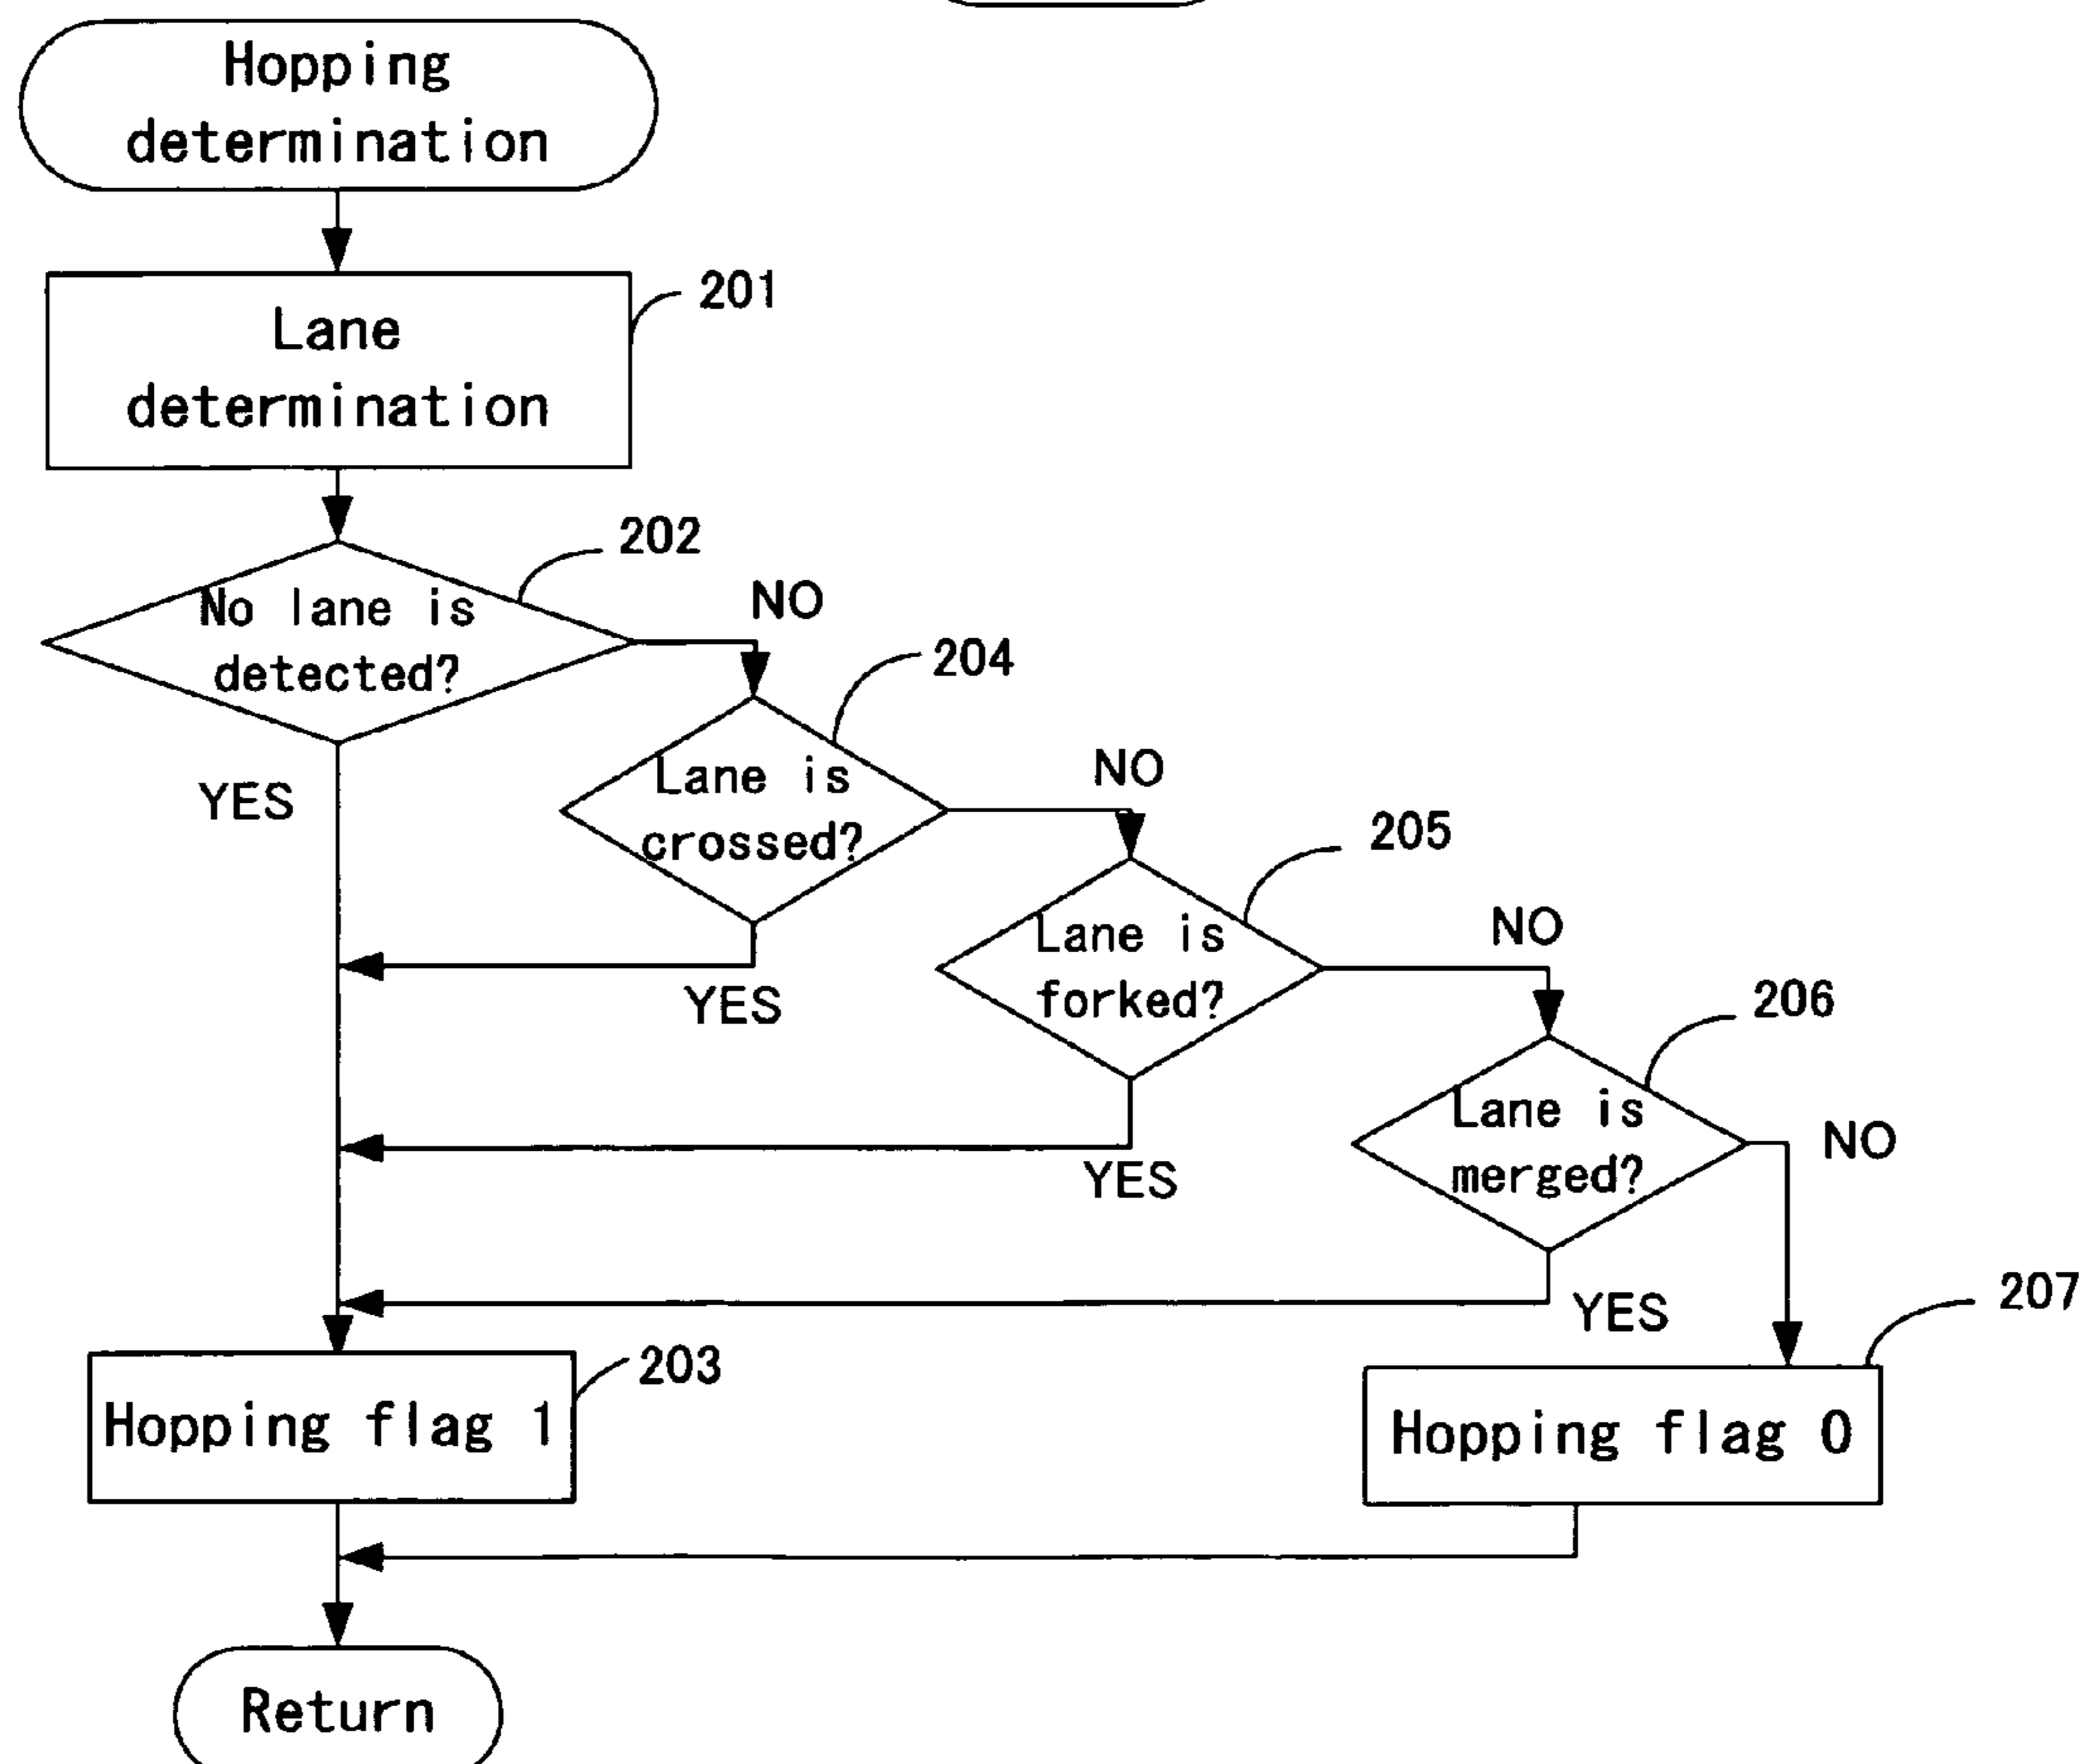 Hopping
determination
201
Lane
determination
202
No lane is
detected?
NO
YES
204
Lane is
crossed?
NO
YES
205
Lane is
forked?
NO
YES
206
Lane is
merged?
NO
YES
207
203
Hopping flag 1
Hopping flag 0
Return